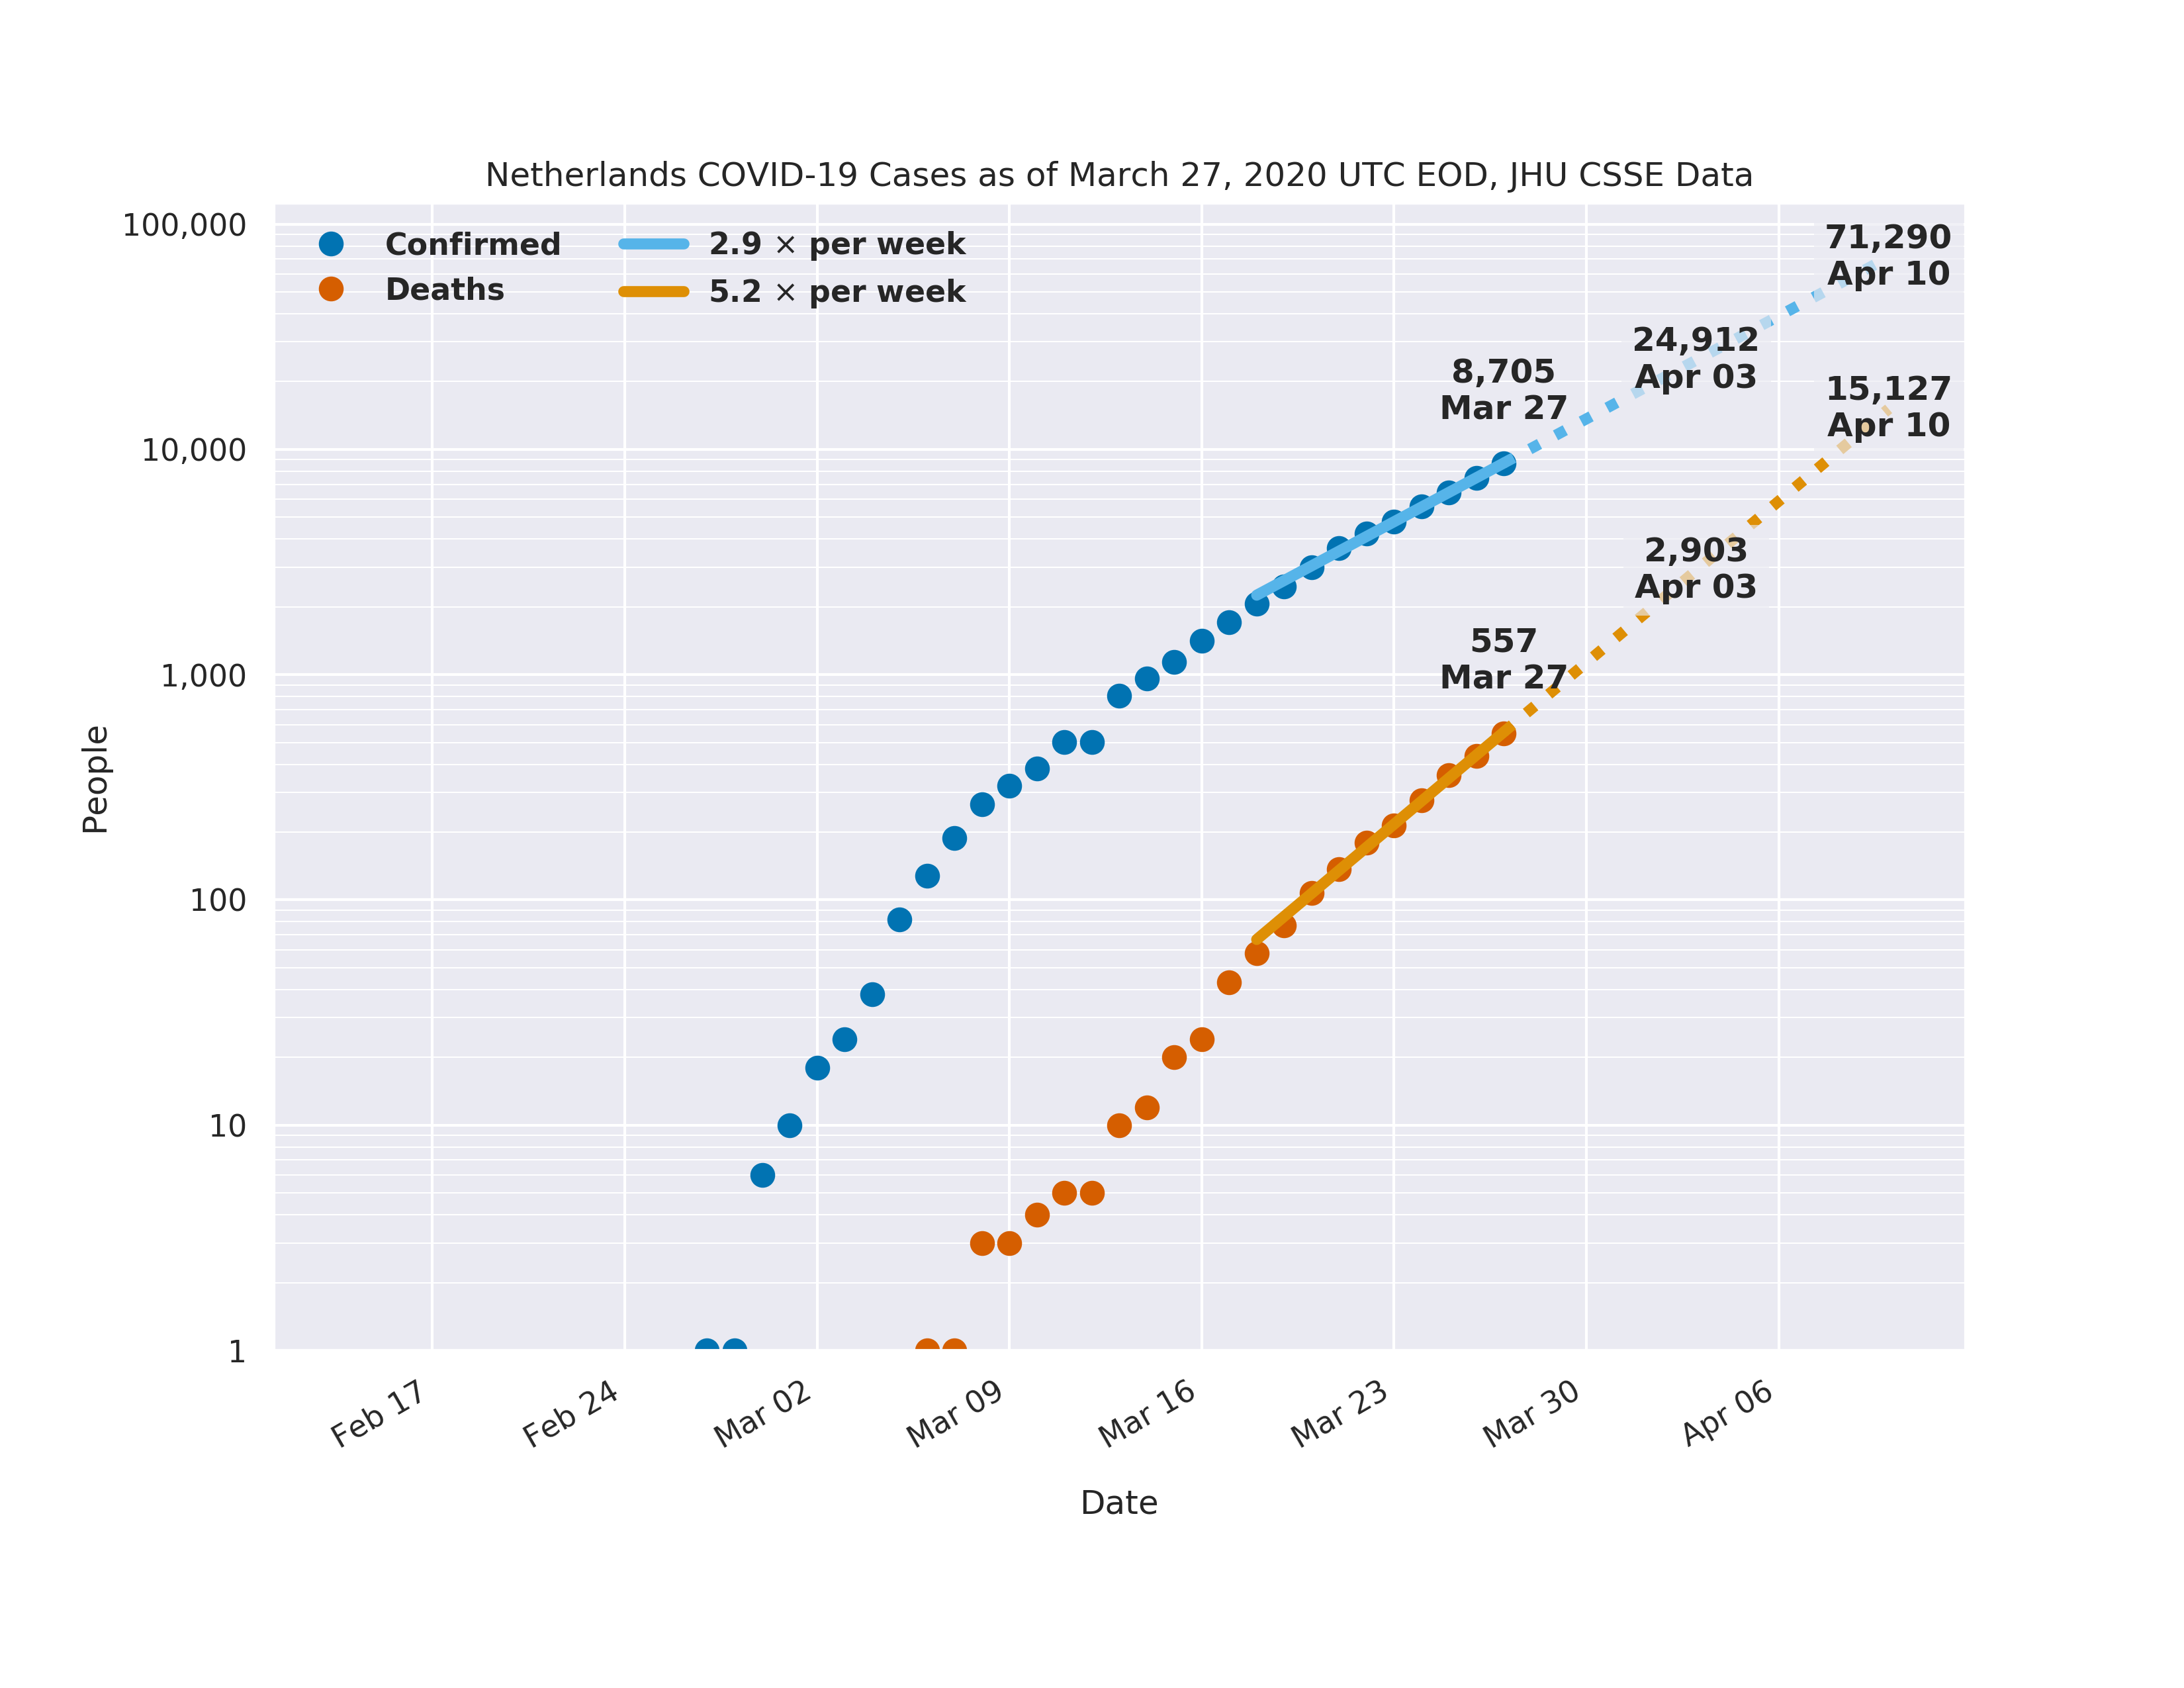 Netherlands COVID-19 Cases as of March 27, 2020 UTC EOD, JHU CSSE Data
Confirmed
Deaths
2.9 × per week
5.2 × per week
71,290
Apr 10
24,912
Apr 03
8,705
Mar 27
15,127
Apr 10
2,903
Apr 03
557
Mar 27
People
100,000
10,000
1,000
100
10
1
Feb 17
Feb 24
Mar 02
Mar 09
Mar 16
Mar 23
Mar 30
Apr 06
Date